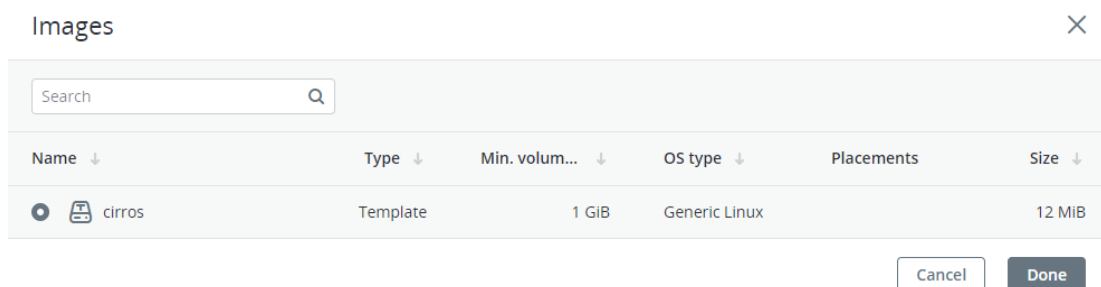 Images
Search
Name Type Min. volum... OS type Placements Size
cirros Template 1 GiB Generic Linux 12 MiB
Cancel Done